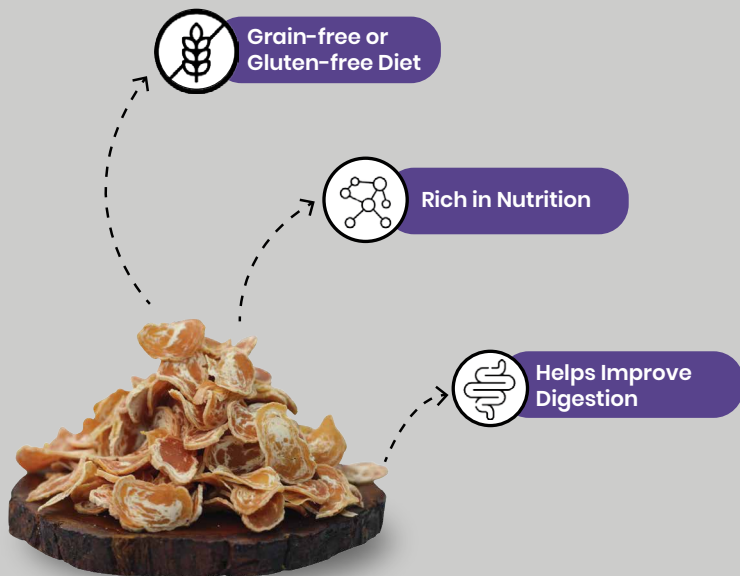 Grain-free or
Gluten-free Diet
Rich in Nutrition
Helps Improve
Digestion